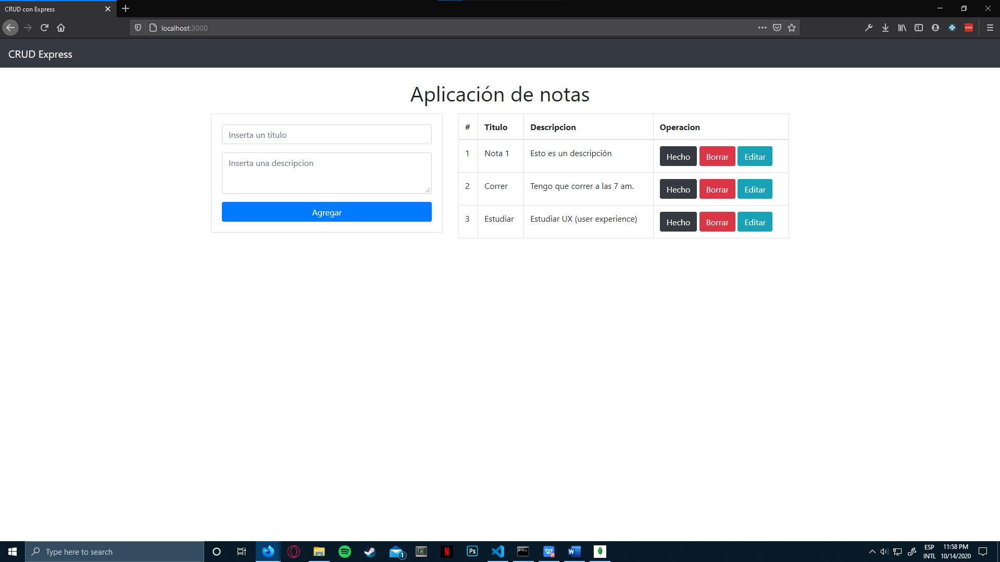 CRUD con Express
localhost:3000
CRUD Express
Aplicación de notas
Inserta un titulo
Inserta una descripcion
Agregar
# Titulo Descripcion Operacion
1 Nota 1 Esto es un descripción Hecho Borrar Editar
2 Correr Tengo que correr a las 7 am. Hecho Borrar Editar
3 Estudiar Estudiar UX (user experience) Hecho Borrar Editar
Type here to search
1
N
Ps
W
ESP
INTL
11:58 PM
10/14/2020